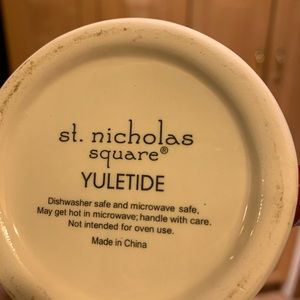 st. nicholas
square®
YULETIDE
Dishwasher safe and microwave safe,
May get hot in microwave; handle with care.
Not intended for oven use.
Made in China